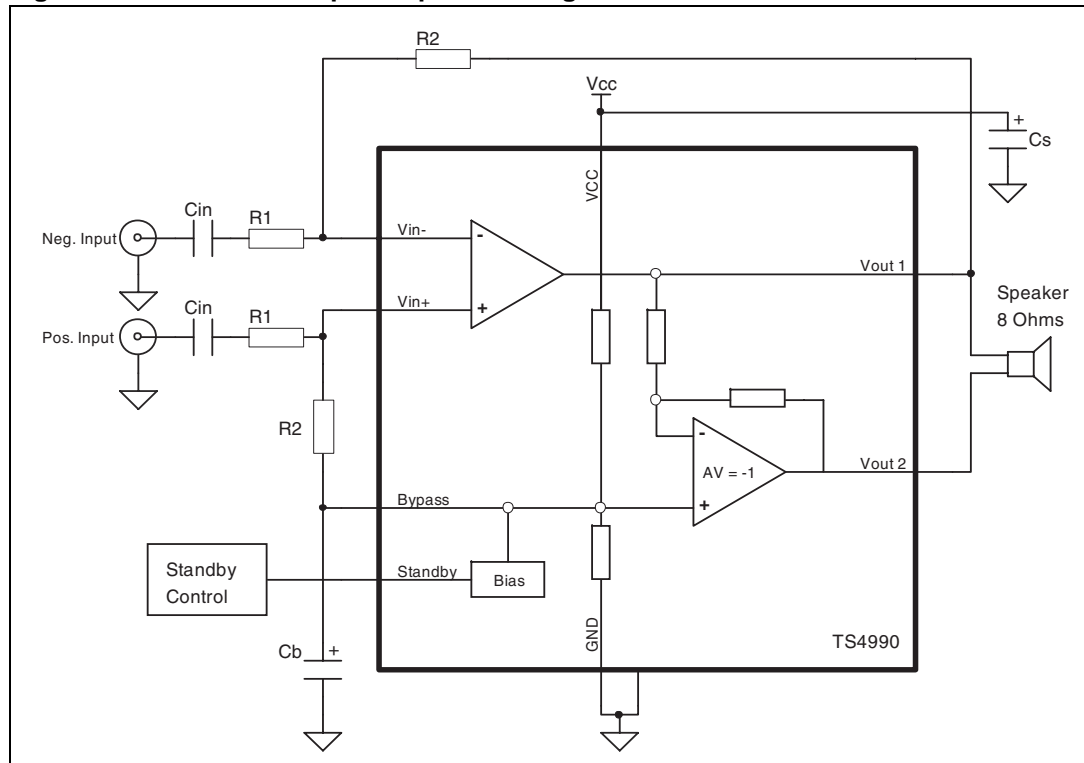 R2
Vcc
+
Cs
VCC
Cin
R1
Neg. Input
Vin-
-
Vout 1
Cin
R1
Vin+
+
Pos. Input
Speaker
8 Ohms
R2
-
AV = -1
Vout 2
+
Bypass
Standby
Control
Standby
Bias
GND
TS4990
Cb
+